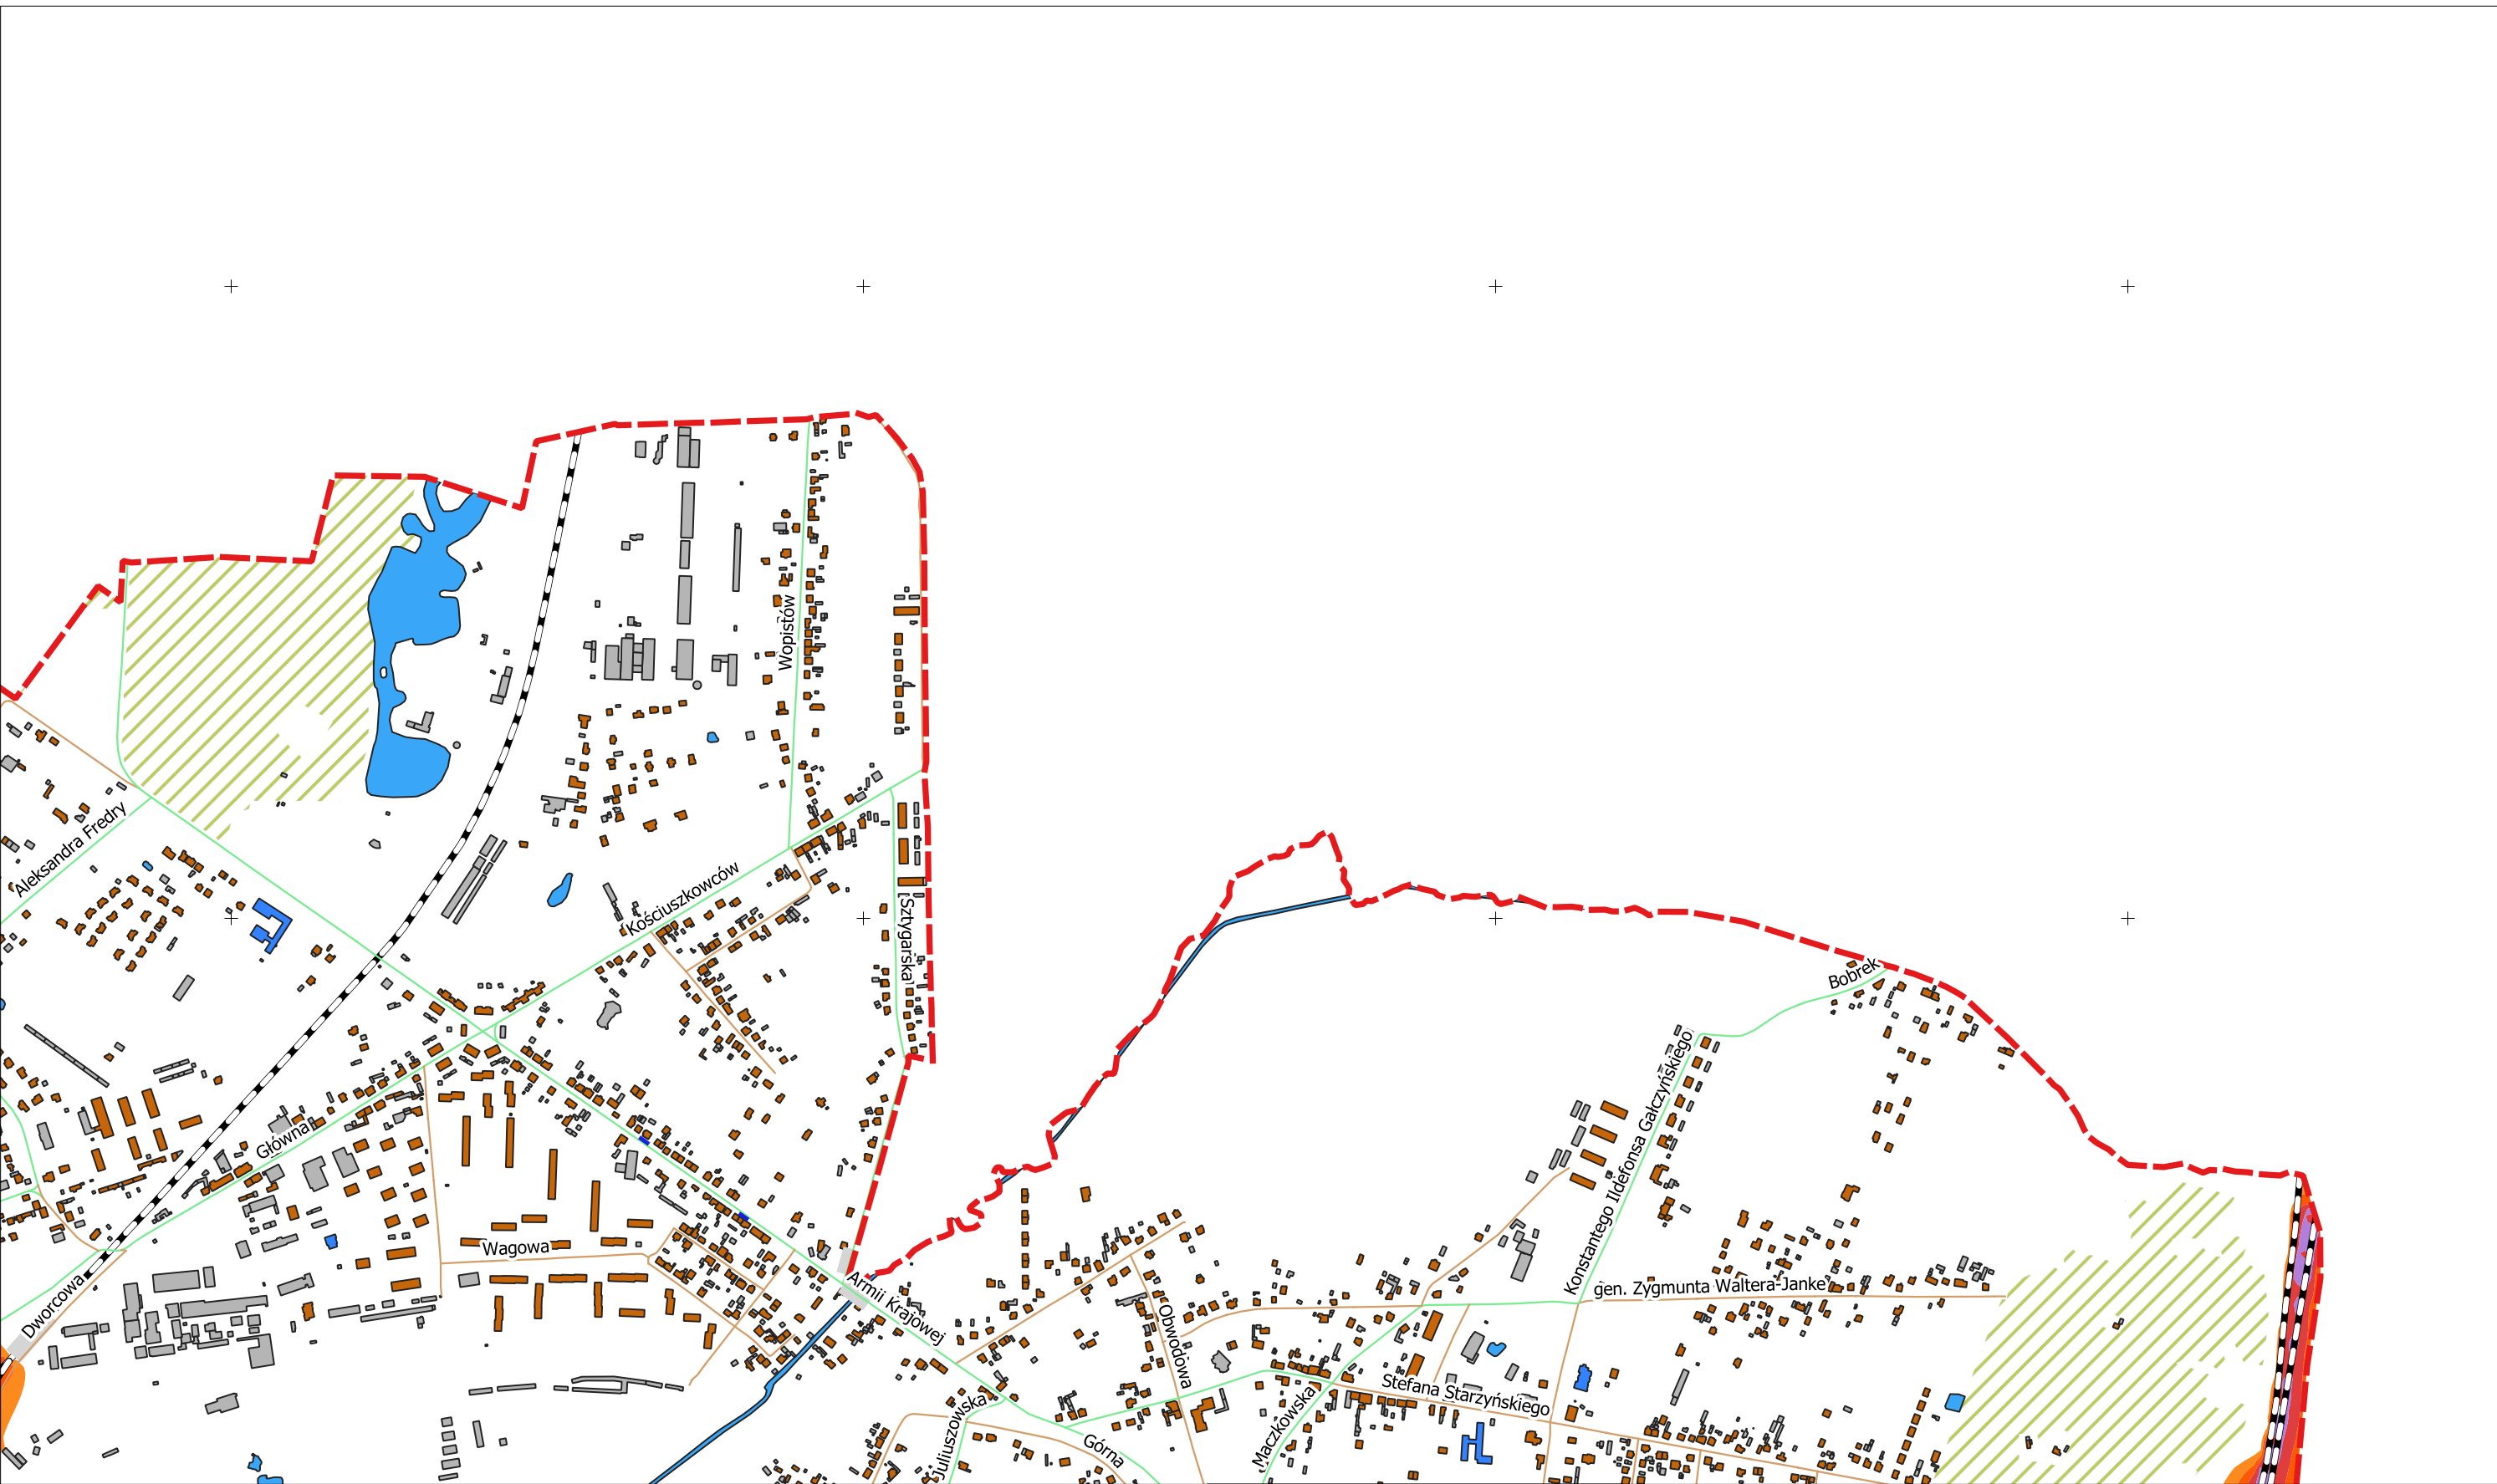 Wopistów
Aleksandra Fredry
Kościuszkowców
Sztygarska
Bobrek
Konstantego Ildefonsa Gałczyńskiego
Główna
Wagowa
Dworcowa
Armii Krajowej
gen. Zygmunta Waltera-Janke
Obwodowa
Stefana Starzyńskiego
Maczkowska
Juliuszowska
Górna